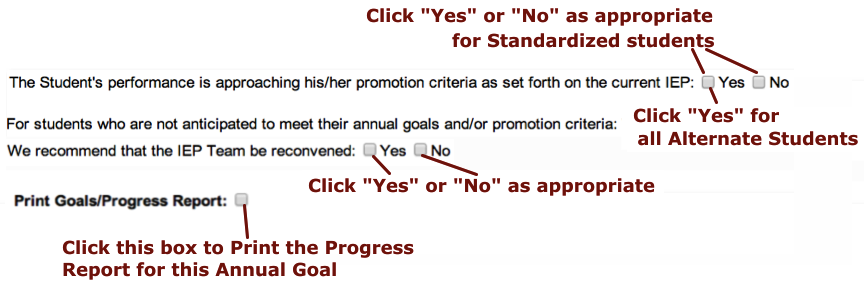 Click "Yes" or "No" as appropriate
for Standardized students
The Student's performance is approaching his/her promotion criteria as set forth on the current IEP: Yes No
Click "Yes" for
all Alternate Students
For students who are not anticipated to meet their annual goals and/or promotion criteria:
We recommend that the IEP Team be reconvened: Yes No
Click "Yes" or "No" as appropriate
Print Goals/Progress Report:
Click this box to Print the Progress
Report for this Annual Goal